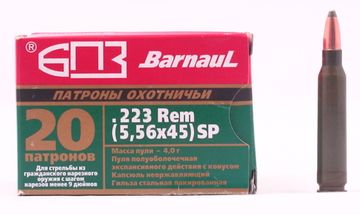 БПЗ ®
BARNAUL
ПАТРОНЫ ОХОТНИЧЬИ
20
ПАТРОНОВ
.223 Rem
(5,56x45) SP
Масса пули - 4,0 г
Пуля полуоболочечная
экспансивного действия с конусом
Капсюль неоржавляющий
Гильза стальная лакированная
Для стрельбы из
гражданского нарезного
оружия с шагом
нарезов менее 9 дюймов